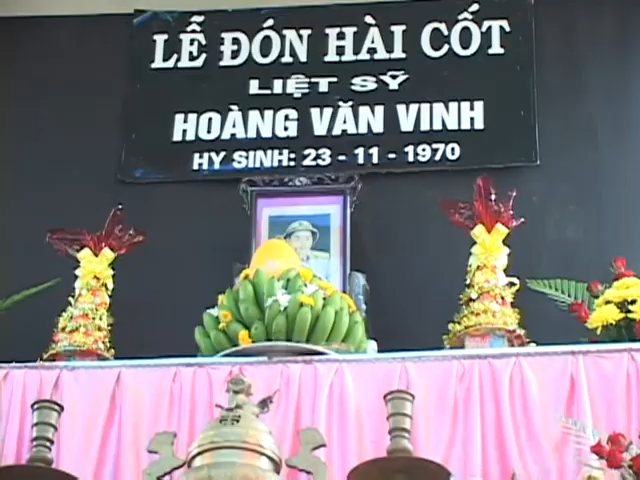 LỄ ĐÓN HÀI CỐT
LIỆT SỸ
HOÀNG VĂN VINH
HY SINH: 23 - 11 - 1970